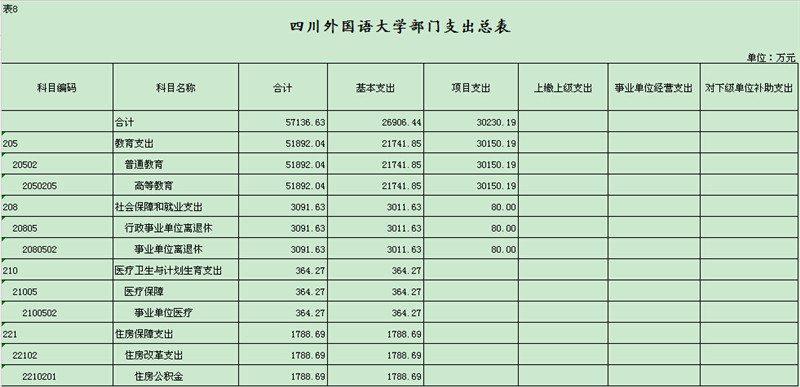 表8
四川外国语大学部门支出总表
单位：万元
科目编码 科目名称 合计 基本支出 项目支出 上缴上级支出 事业单位经营支出 对下级单位补助支出
合计 57136.63 26906.44 30230.19
205 教育支出 51892.04 21741.85 30150.19
20502 普通教育 51892.04 21741.85 30150.19
2050205 高等教育 51892.04 21741.85 30150.19
208 社会保障和就业支出 3091.63 3011.63 80.00
20805 行政事业单位离退休 3091.63 3011.63 80.00
2080502 事业单位离退休 3091.63 3011.63 80.00
210 医疗卫生与计划生育支出 364.27 364.27
21005 医疗保障 364.27 364.27
2100502 事业单位医疗 364.27 364.27
221 住房保障支出 1788.69 1788.69
22102 住房改革支出 1788.69 1788.69
2210201 住房公积金 1788.69 1788.69